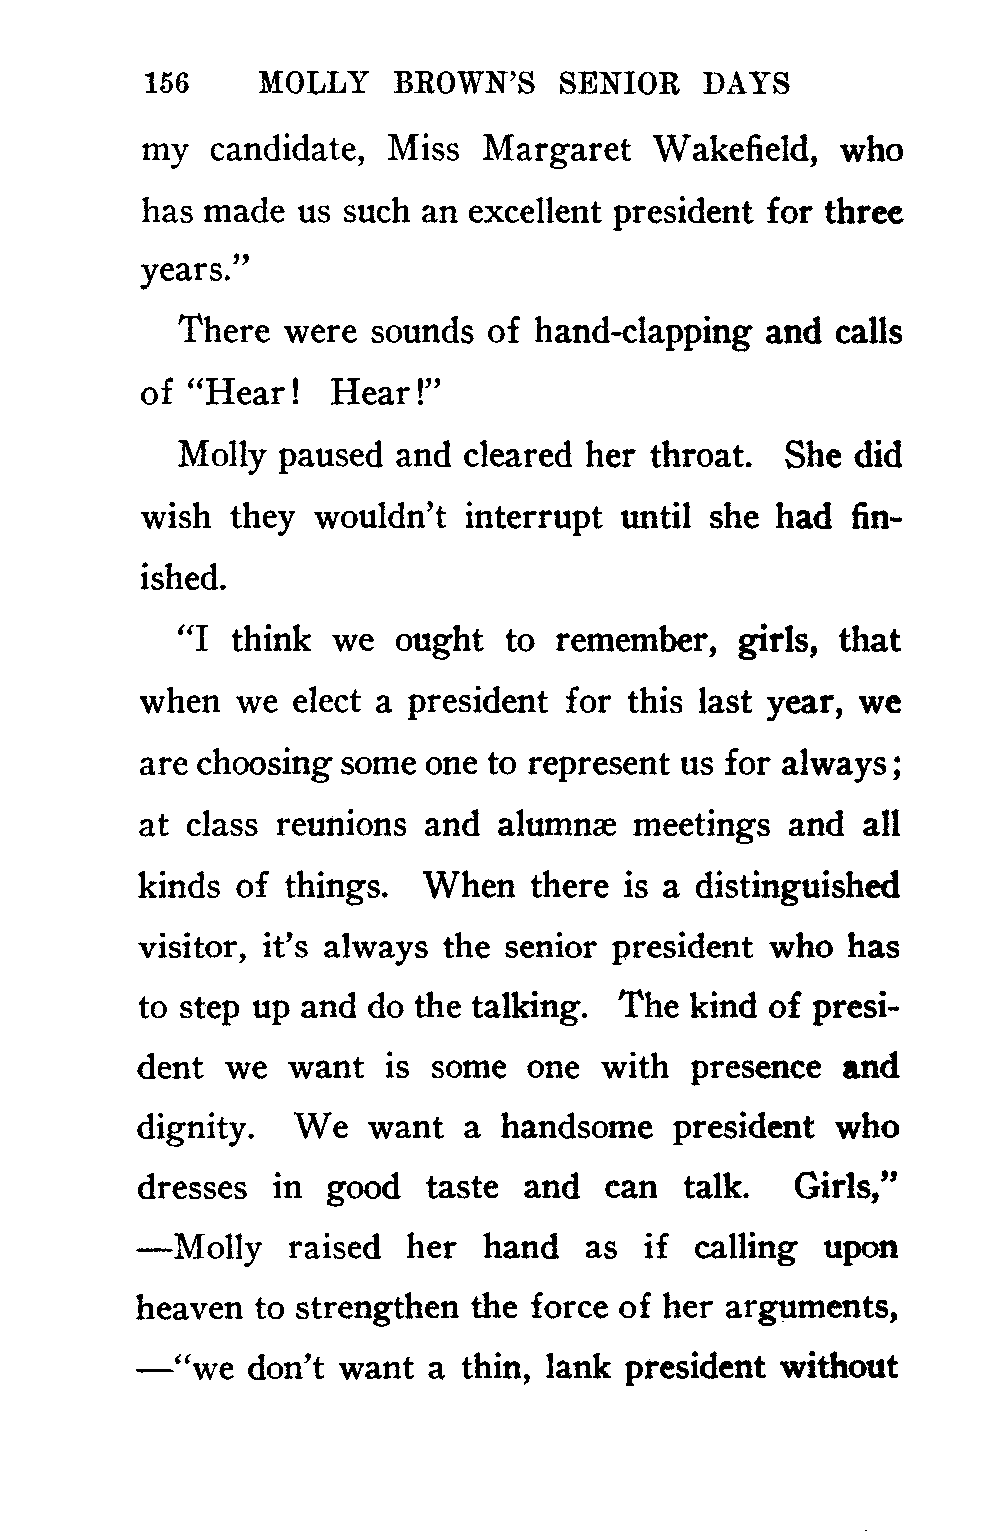 156 MOLLY BROWN'S SENIOR DAYS
my candidate, Miss Margaret Wakefield, who
has made us such an excellent president for three
years.”
There were sounds of hand-clapping and calls
of “Hear! Hear!”
Molly paused and cleared her throat. She did
wish they wouldn't interrupt until she had fin-
ished.
“I think we ought to remember, girls, that
when we elect a president for this last year, we
are choosing some one to represent us for always;
at class reunions and alumnæ meetings and all
kinds of things. When there is a distinguished
visitor, it's always the senior president who has
to step up and do the talking. The kind of presi-
dent we want is some one with presence and
dignity. We want a handsome president who
dresses in good taste and can talk. Girls,”
—Molly raised her hand as if calling upon
heaven to strengthen the force of her arguments,
—“we don't want a thin, lank president without